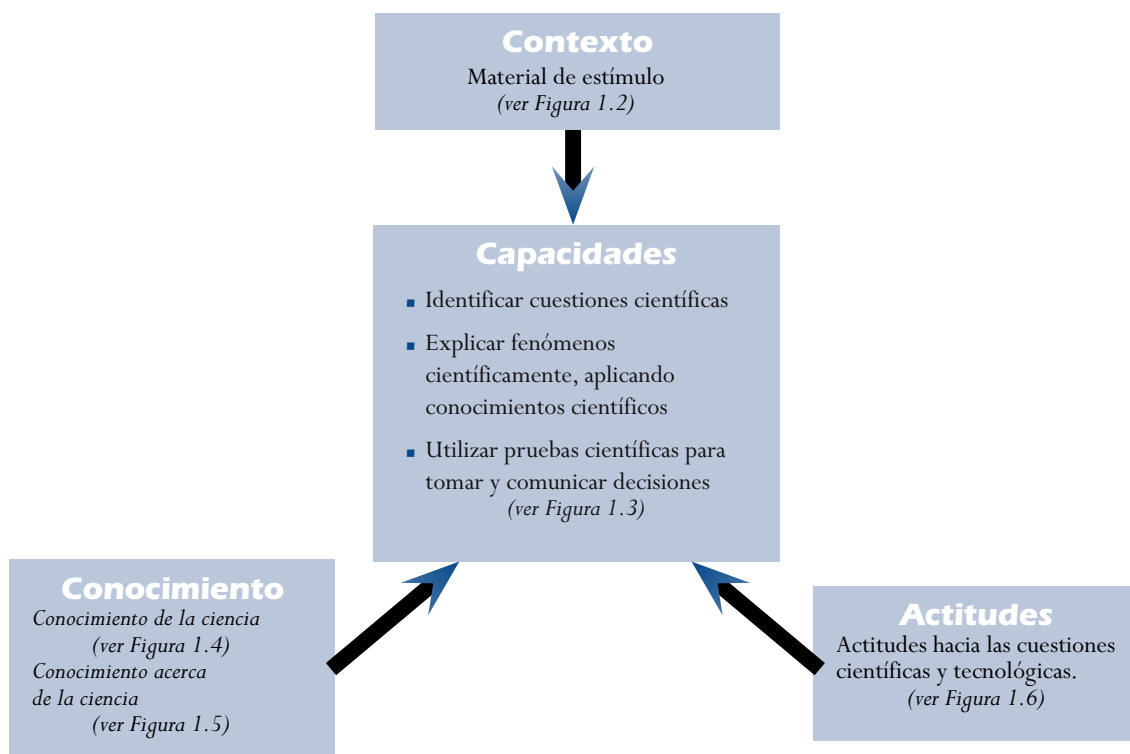 Contexto
Material de estímulo
(ver Figura 1.2)
Capacidades
▪ Identificar cuestiones científicas
▪ Explicar fenómenos
científicamente, aplicando
conocimientos científicos
▪ Utilizar pruebas científicas para
tomar y comunicar decisiones
(ver Figura 1.3)
Conocimiento
Conocimiento de la ciencia
(ver Figura 1.4)
Conocimiento acerca
de la ciencia
(ver Figura 1.5)
Actitudes
Actitudes hacia las cuestiones
científicas y tecnológicas.
(ver Figura 1.6)